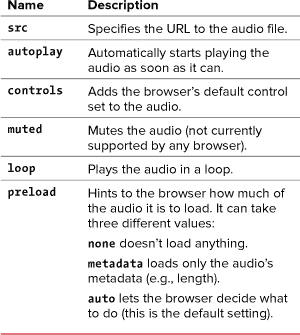 Name Description
src Specifies the URL to the audio file.
autoplay Automatically starts playing the
audio as soon as it can.
controls Adds the browser's default control
set to the audio.
muted Mutes the audio (not currently
supported by any browser).
loop Plays the audio in a loop.
preload Hints to the browser how much of
the audio it is to load. It can take
three different values:
none doesn't load anything.
metadata loads only the audio's
metadata (e.g., length).
auto lets the browser decide what
to do (this is the default setting).